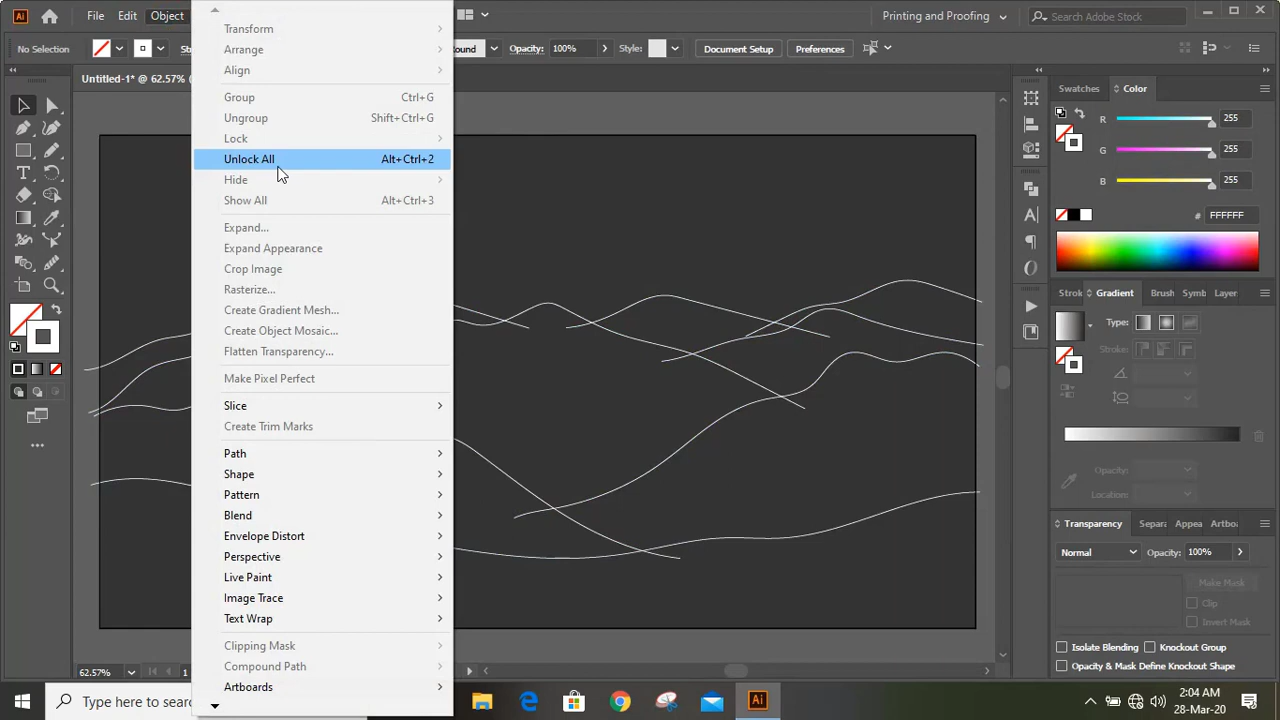 Ai
File
Edit
Object
Printing and Proofing
Search Adobe Stock
No Selection
Opacity:
100%
Style:
Document Setup
Preferences
Untitled-1* @ 62.57%
Transform
Arrange
Align
Group Ctrl+G
Ungroup Shift+Ctrl+G
Lock
Unlock All Alt+Ctrl+2
Hide
Show All Alt+Ctrl+3
Expand...
Expand Appearance
Crop Image
Rasterize...
Create Gradient Mesh...
Create Object Mosaic...
Flatten Transparency...
Make Pixel Perfect
Slice
Create Trim Marks
Path
Shape
Pattern
Blend
Envelope Distort
Perspective
Live Paint
Image Trace
Text Wrap
Clipping Mask
Compound Path
Artboards
Swatches
Color
R 255
G 255
B 255
# FFFFFF
Strok
Gradient
Brush
Symb
Layer
Type:
Stroke:
Opacity:
Location:
Transparency
Separa
Appea
Artbo
Normal
Opacity: 100%
Make Mask
Clip
Invert Mask
Isolate Blending
Knockout Group
Opacity & Mask Define Knockout Shape
62.57%
1
Type here to searc
Ai
2:04 AM
28-Mar-20